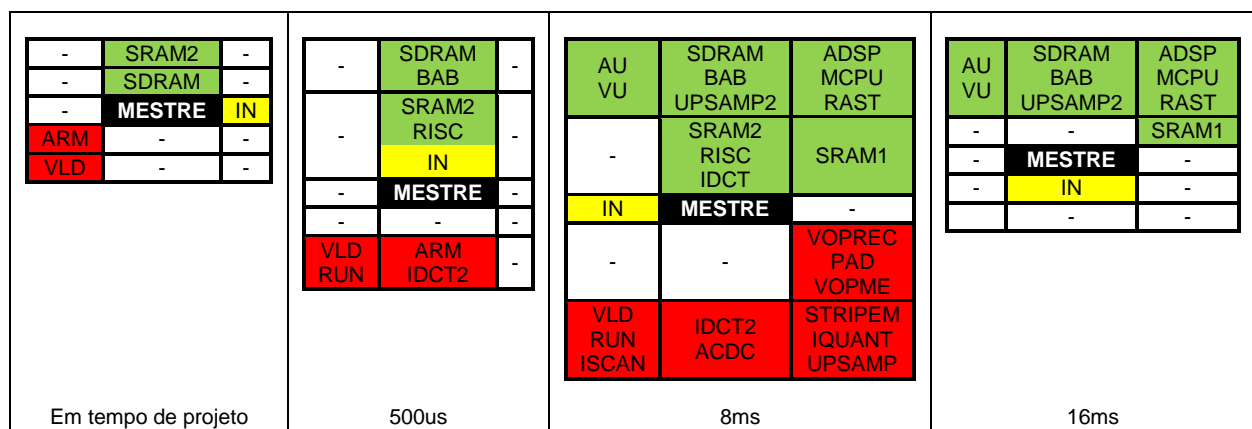 - SRAM2 -
- SDRAM -
- MESTRE IN
ARM - -
VLD - -
Em tempo de projeto
-
SDRAM
BAB
-
-
SRAM2
RISC
IN
-
- MESTRE -
- - -
VLD
RUN
ARM
IDCT2
-
500us
AU
VU
SDRAM
BAB
UPSAMP2
ADSP
MCPU
RAST
-
SRAM2
RISC
IDCT
SRAM1
IN MESTRE -
-
-
VOPREC
PAD
VOPME
VLD
RUN
ISCAN
IDCT2
ACDC
STRIPEM
IQUANT
UPSAMP
8ms
AU
VU
SDRAM
BAB
UPSAMP2
ADSP
MCPU
RAST
- - SRAM1
- MESTRE -
- IN -
- -
16ms